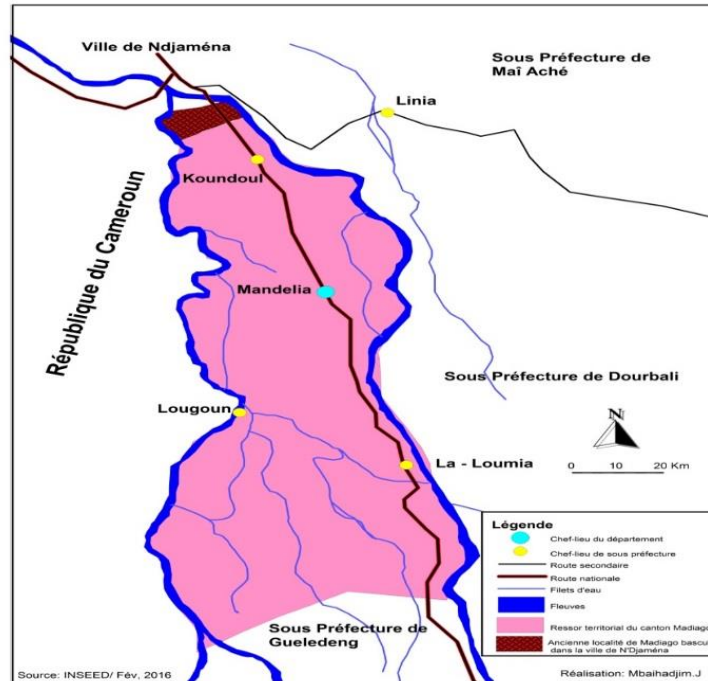 Ville de Ndjaména
Sous Préfecture de
Maî Aché
Linia
Koundoul
République du Cameroun
Mandelia
Sous Préfecture de Dourbali
Lougoun
N
0 10 20 Km
La - Loumia
Légende
Chef-lieu du département
Chef-lieu de sous préfecture
Route secondaire
Route nationale
Filets d'eau
Fleuves
Ressor territorial du canton Madiago
Ancienne localité de Madiago bascu
dans la ville de N'Djaména
Sous Préfecture de
Gueledeng
Source: INSEED/ Fév, 2016
Réalisation: Mbaihadjim.J